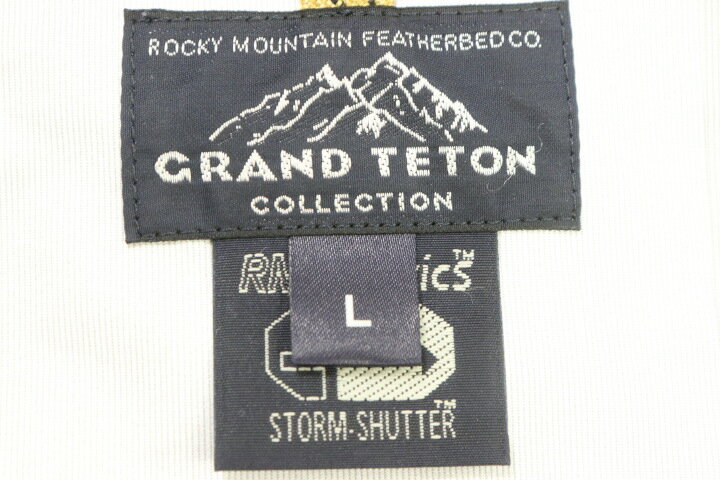 ROCKY MOUNTAIN FEATHERBED CO.
GRAND TETON
COLLECTION
L
STORM-SHUTTER™